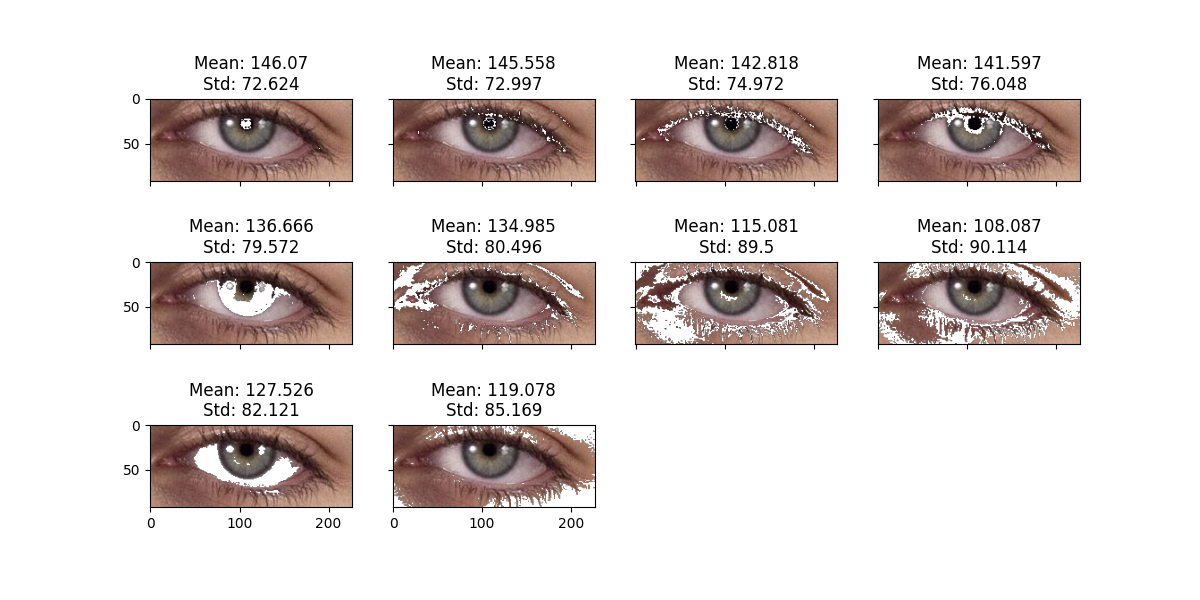 Mean: 146.07
Std: 72.624
Mean: 145.558
Std: 72.997
Mean: 142.818
Std: 74.972
Mean: 141.597
Std: 76.048
0
50
Mean: 136.666
Std: 79.572
Mean: 134.985
Std: 80.496
Mean: 115.081
Std: 89.5
Mean: 108.087
Std: 90.114
0
50
Mean: 127.526
Std: 82.121
Mean: 119.078
Std: 85.169
0
50
0 100 200
0 100 200